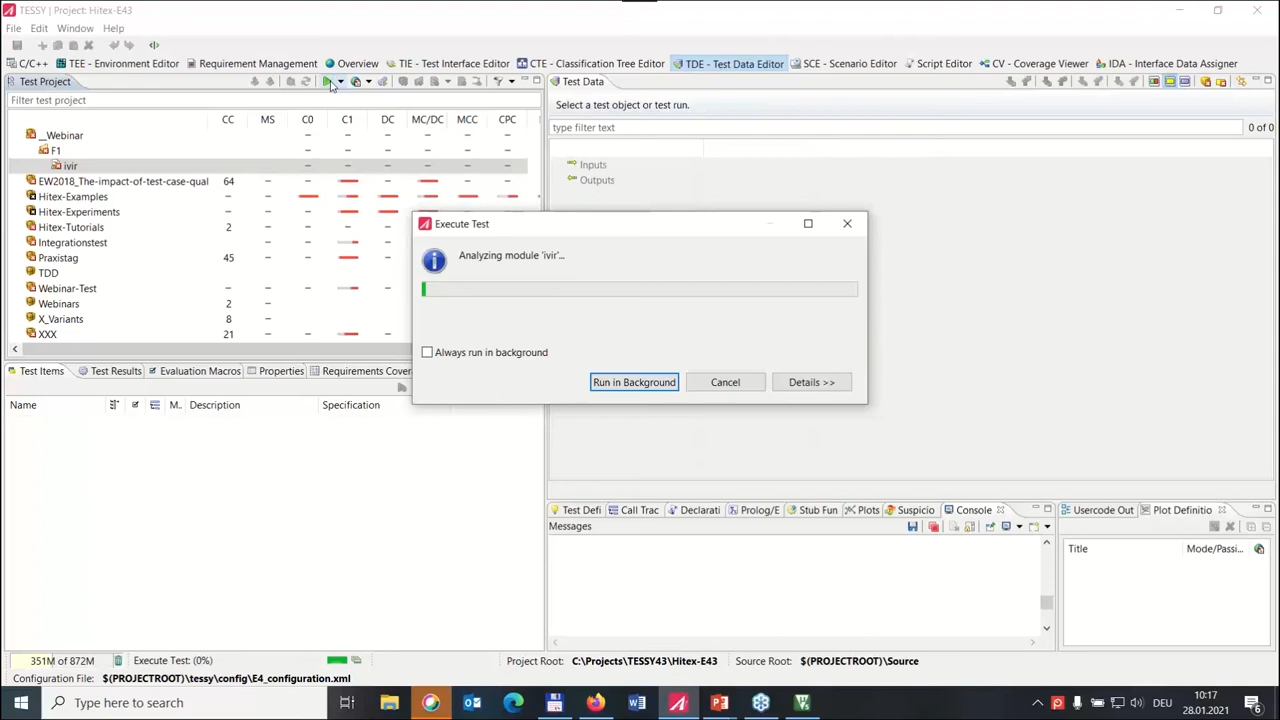 TESSY | Project: Hitex-E43
File Edit Window Help
C/C++ TEE - Environment Editor Requirement Management Overview TIE - Test Interface Editor CTE - Classification Tree Editor TDE - Test Data Editor SCE - Scenario Editor Script Editor CV - Coverage Viewer IDA - Interface Data Assigner
Test Project
Filter test project
CC MS C0 C1 DC MC/DC MCC CPC
__Webinar – – – – – –
F1 – – – – – –
ivir – – – – – –
EW2018_The-impact-of-test-case-qual 64 – – – – –
Hitex-Examples – –
Hitex-Experiments – – –
Hitex-Tutorials 2 – – – –
Integrationstest – – – –
Praxistag 45 – – –
TDD
Webinar-Test – – – –
Webinars 2 –
X_Variants 8 –
XXX 21 – – –
Test Items Test Results Evaluation Macros Properties Requirements Cover
Name M.. Description Specification
Test Data
Select a test object or test run.
type filter text 0 of 0
Inputs
Outputs
Execute Test
Analyzing module 'ivir'...
Always run in background
Run in Background Cancel Details >>
Test Defi Call Trac Declarati Prolog/E Stub Fun Plots Suspicio Console
Messages
Usercode Out Plot Definitio
Title Mode/Passi...
351M of 872M Execute Test: (0%) Project Root: C:\Projects\TESSY43\Hitex-E43 Source Root: $(PROJECTROOT)\Source
Configuration File: $(PROJECTROOT)\tessy\config\E4_configuration.xml
Type here to search
DEU
10:17
28.01.2021
6